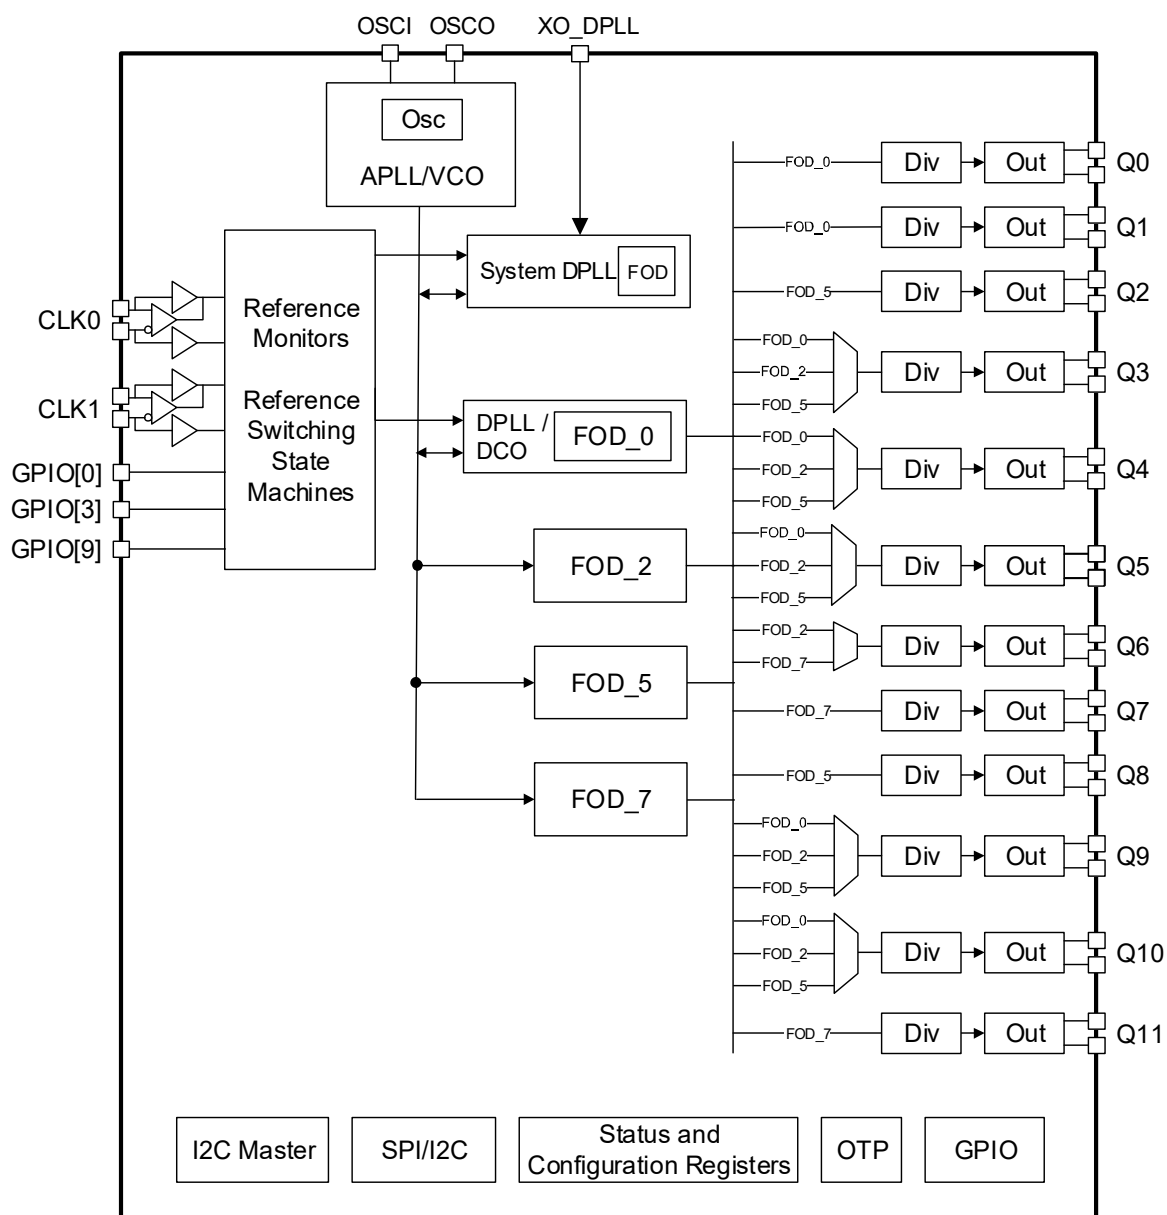 OSCI OSCO XO_DPLL
Osc
APLL/VCO
System DPLL FOD
Reference
Monitors
Reference
Switching
State
Machines
CLK0
CLK1
GPIO[0]
GPIO[3]
GPIO[9]
DPLL /
DCO
FOD_0
FOD_2
FOD_5
FOD_7
FOD_0 Div Out Q0
FOD_0 Div Out Q1
FOD_5 Div Out Q2
FOD_0
FOD_2 Div Out Q3
FOD_5
FOD_0
FOD_2 Div Out Q4
FOD_5
FOD_0
FOD_2 Div Out Q5
FOD_5
FOD_2
Div Out Q6
FOD_7
FOD_7 Div Out Q7
FOD_5 Div Out Q8
FOD_0
FOD_2 Div Out Q9
FOD_5
FOD_0
FOD_2 Div Out Q10
FOD_5
FOD_7 Div Out Q11
I2C Master
SPI/I2C
Status and
Configuration Registers
OTP
GPIO